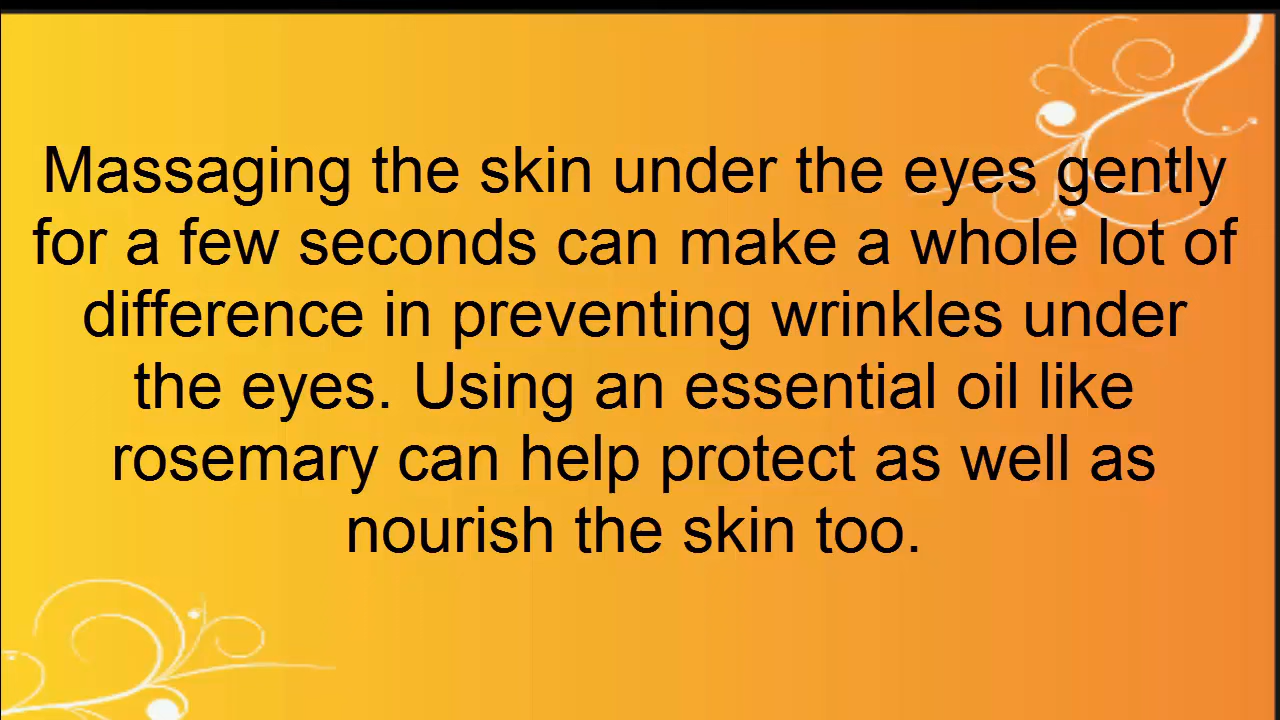 Massaging the skin under the eyes gently
for a few seconds can make a whole lot of
difference in preventing wrinkles under
the eyes. Using an essential oil like
rosemary can help protect as well as
nourish the skin too.